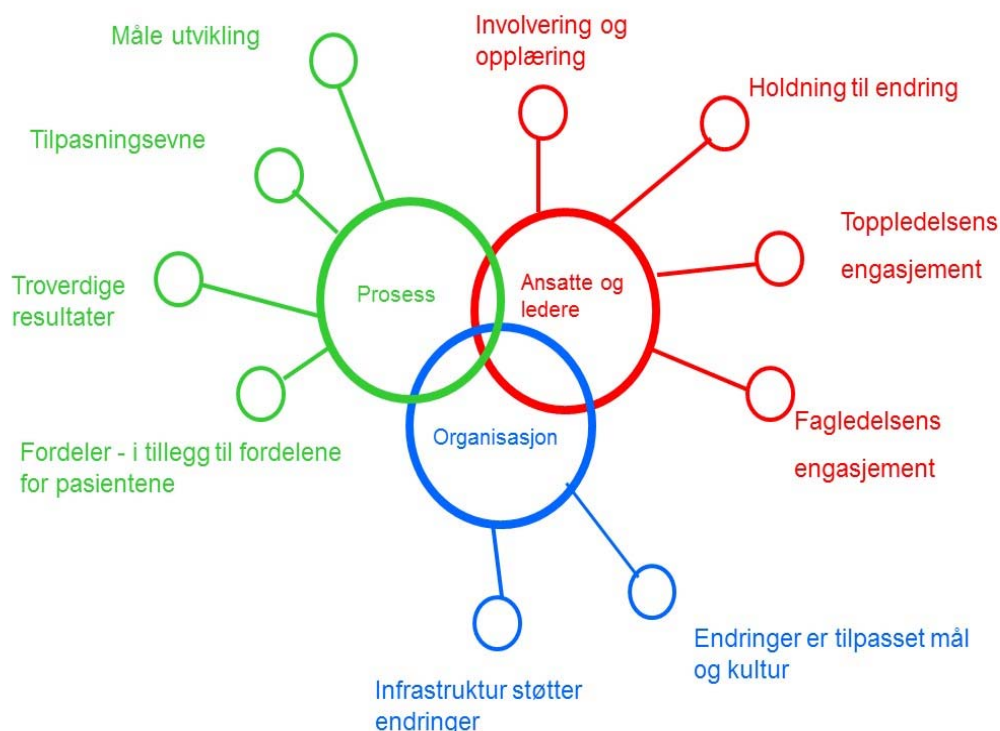 Måle utvikling
Tilpasningsevne
Troverdige
resultater
Fordeler - i tillegg til fordelene
for pasientene
Prosess
Involvering og
opplæring
Holdning til endring
Toppledelsens
engasjement
Fagledelsens
engasjement
Ansatte og
ledere
Organisasjon
Infrastruktur støtter
endringer
Endringer er tilpasset mål
og kultur